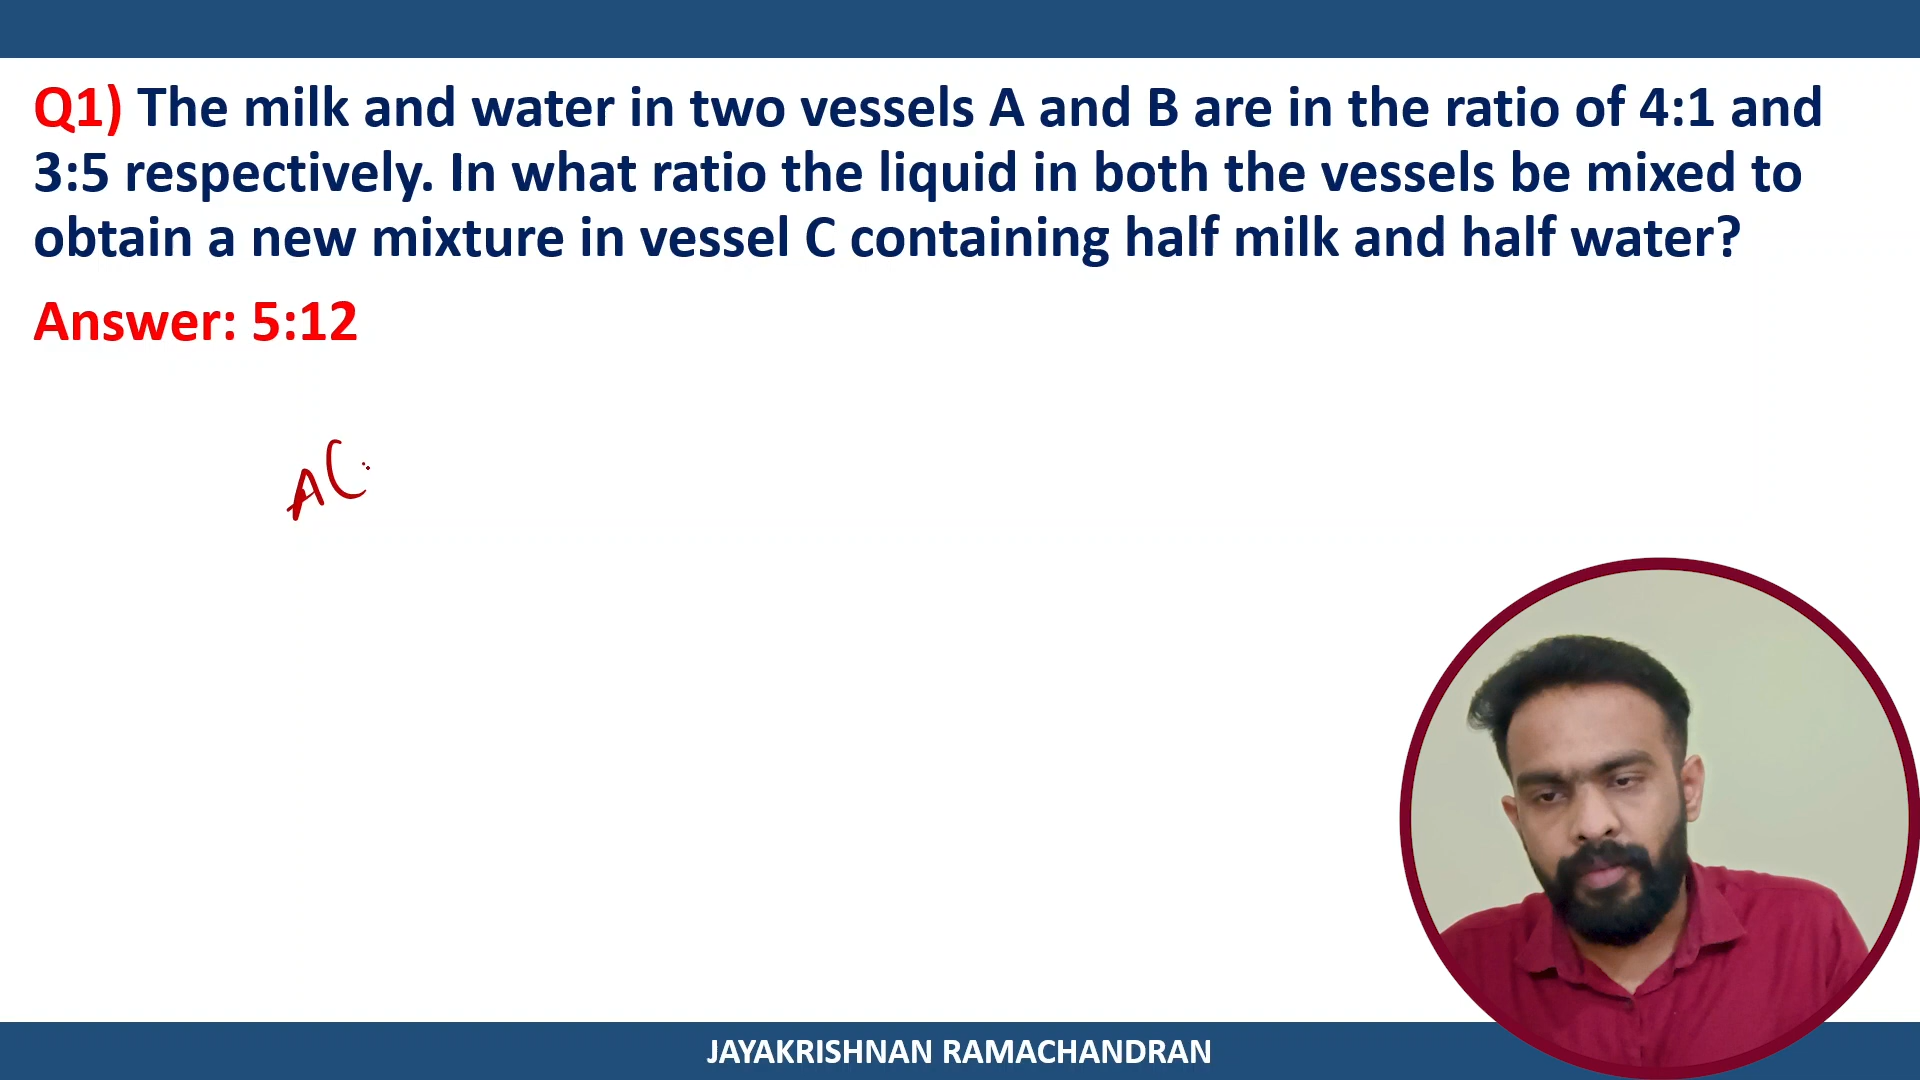 Q1) The milk and water in two vessels A and B are in the ratio of 4:1 and
3:5 respectively. In what ratio the liquid in both the vessels be mixed to
obtain a new mixture in vessel C containing half milk and half water?
Answer: 5:12
A(
JAYAKRISHNAN RAMACHANDRAN